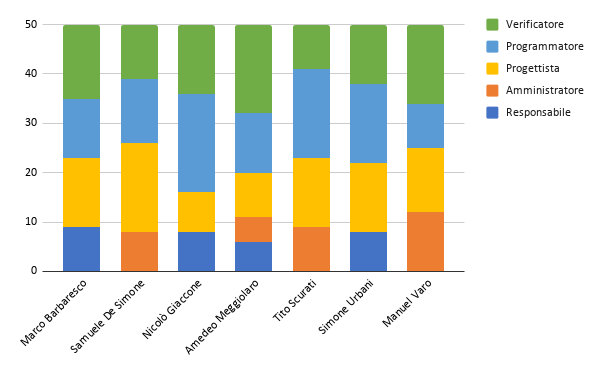 50
40
30
20
10
0
Marco Barbaresco
Samuele De Simone
Nicolò Giaccone
Amedeo Meggiolaro
Tito Scurati
Simone Urbani
Manuel Varo
Verificatore
Programmatore
Progettista
Amministratore
Responsabile